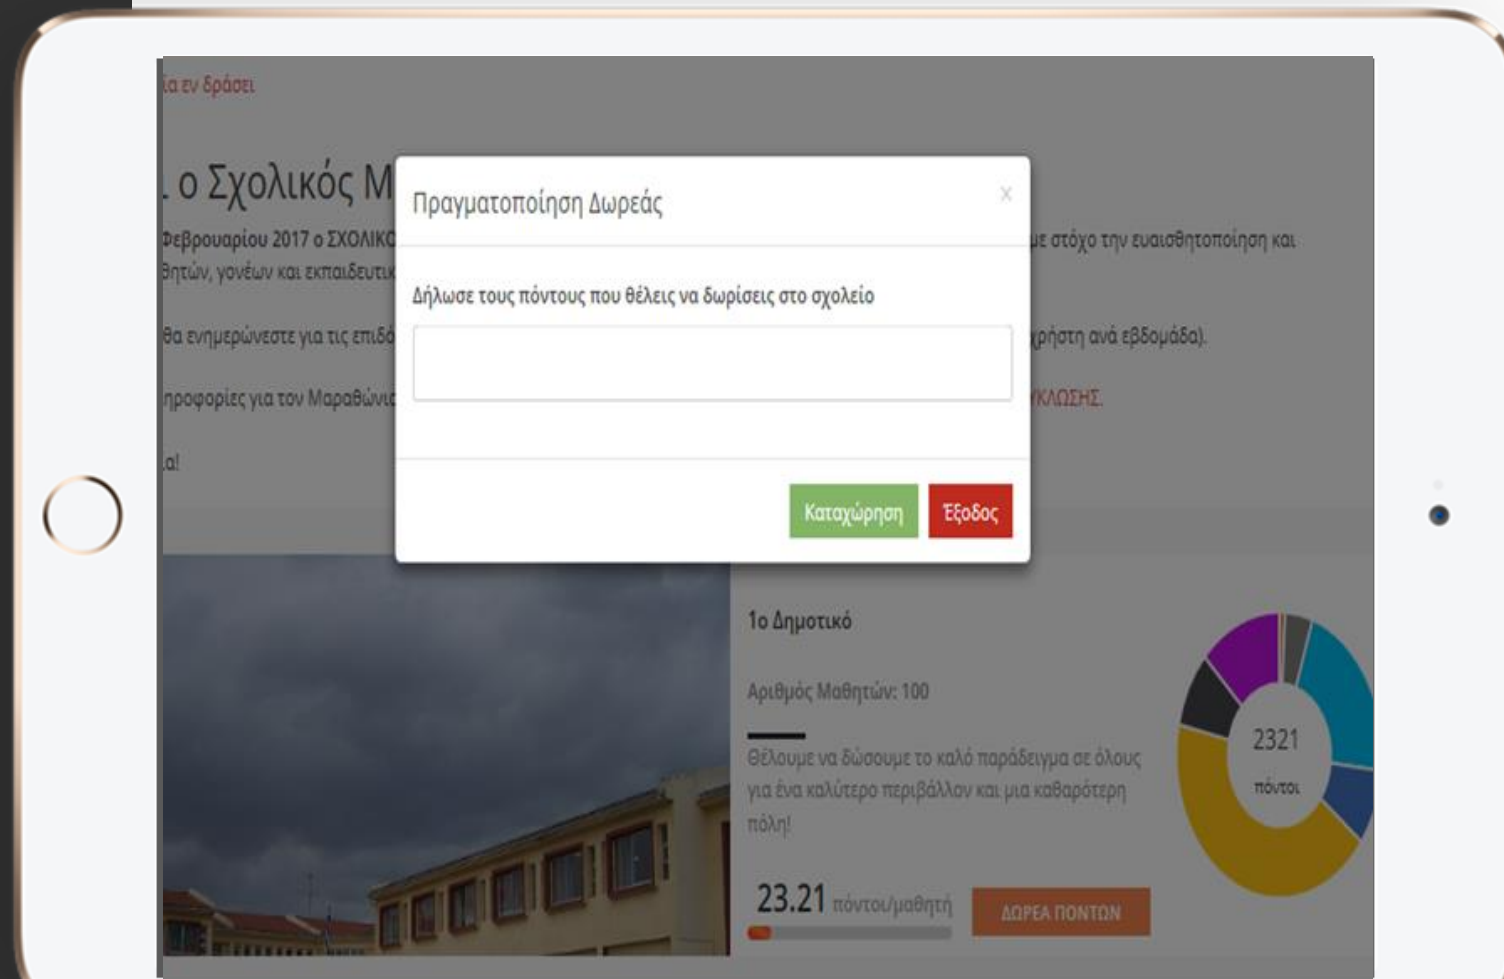 ία εν δράσει
ο Σχολικός Μ
Φεβρουαρίου 2017 ο ΣΧΟΛΙΚΟ
με στόχο την ευαισθητοποίηση και
θητών, γονέων και εκπαιδευτικ
θα ενημερώνεστε για τις επιδό
χρήστη ανά εβδομάδα).
ηροφορίες για τον Μαραθώνιο
ΥΚΛΩΣΗΣ.
ία!
Πραγματοποίηση Δωρεάς
x
Δήλωσε τους πόντους που θέλεις να δωρίσεις στο σχολείο
Καταχώρηση
Έξοδος
1ο Δημοτικό
Αριθμός Μαθητών: 100
Θέλουμε να δώσουμε το καλό παράδειγμα σε όλους
για ένα καλύτερο περιβάλλον και μια καθαρότερη
πόλη!
23.21 πόντοι/μαθητή
ΔΩΡΕΑ ΠΟΝΤΩΝ
2321
πόντοι